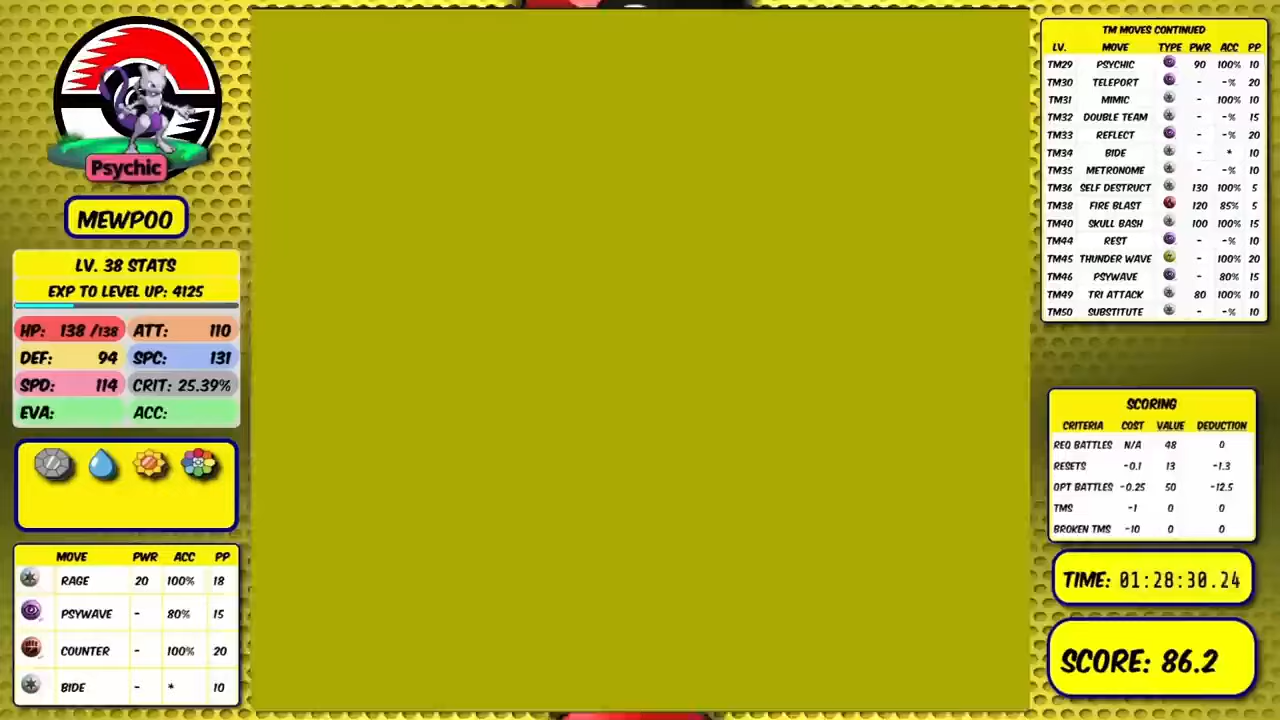 Psychic
MEWPOO
LV. 38 STATS
EXP TO LEVEL UP: 4125
HP: 138 /138 ATT: 110
DEF: 94 SPC: 131
SPD: 114 CRIT: 25.39%
EVA: ACC:
MOVE PWR ACC PP
RAGE 20 100% 18
PSYWAVE - 80% 15
COUNTER - 100% 20
BIDE - * 10
TM MOVES CONTINUED
LV. MOVE TYPE PWR ACC PP
TM29 PSYCHIC 90 100% 10
TM30 TELEPORT - -% 20
TM31 MIMIC - 100% 10
TM32 DOUBLE TEAM - -% 15
TM33 REFLECT - -% 20
TM34 BIDE - * 10
TM35 METRONOME - -% 10
TM36 SELF DESTRUCT 130 100% 5
TM38 FIRE BLAST 120 85% 5
TM40 SKULL BASH 100 100% 15
TM44 REST - -% 10
TM45 THUNDER WAVE - 100% 20
TM46 PSYWAVE - 80% 15
TM49 TRI ATTACK 80 100% 10
TM50 SUBSTITUTE - -% 10
SCORING
CRITERIA COST VALUE DEDUCTION
REQ BATTLES N/A 48 0
RESETS -0.1 13 -1.3
OPT BATTLES -0.25 50 -12.5
TMS -1 0 0
BROKEN TMS -10 0 0
TIME: 01:28:30.24
SCORE: 86.2